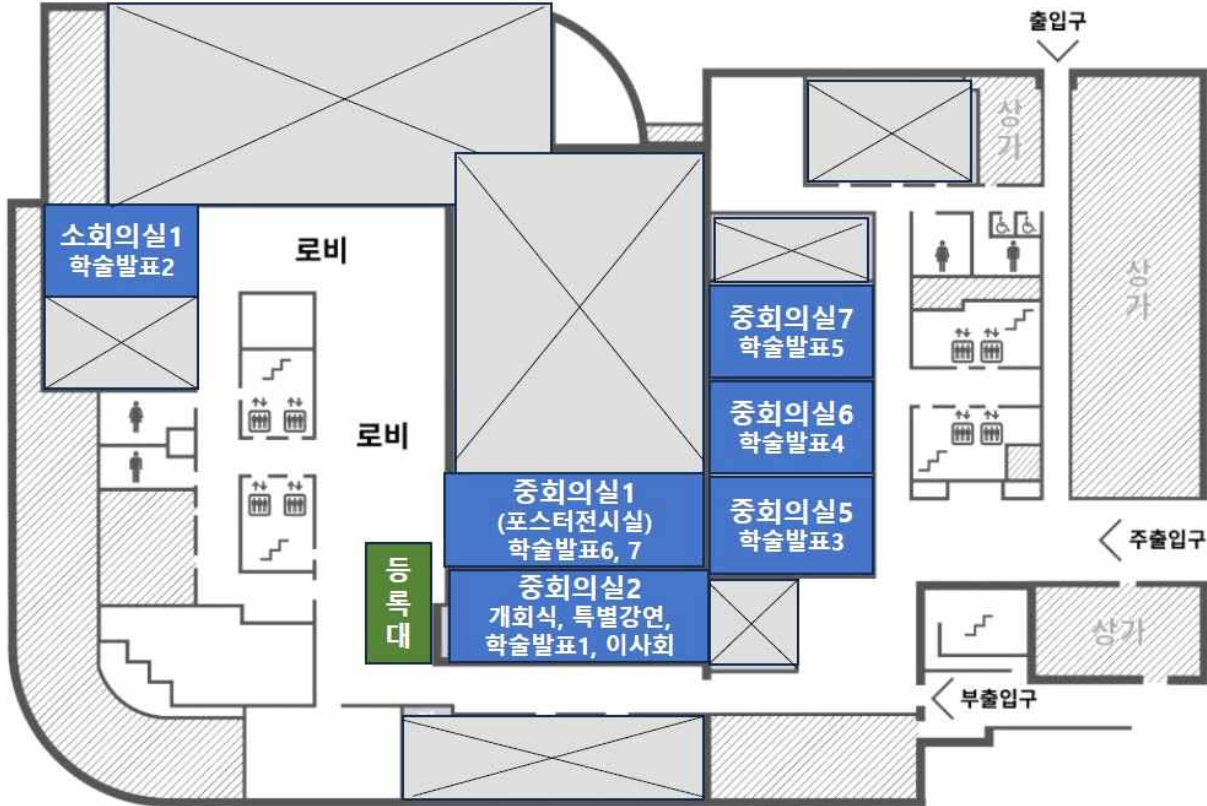 출입구
상가
소회의실1
학술발표2
로비
상가
중회의실7
학술발표5
중회의실6
학술발표4
로비
중회의실1
(포스터전시실)
학술발표6, 7
중회의실5
학술발표3
주출입구
등록대
중회의실2
개회식, 특별강연,
학술발표1, 이사회
상가
부출입구